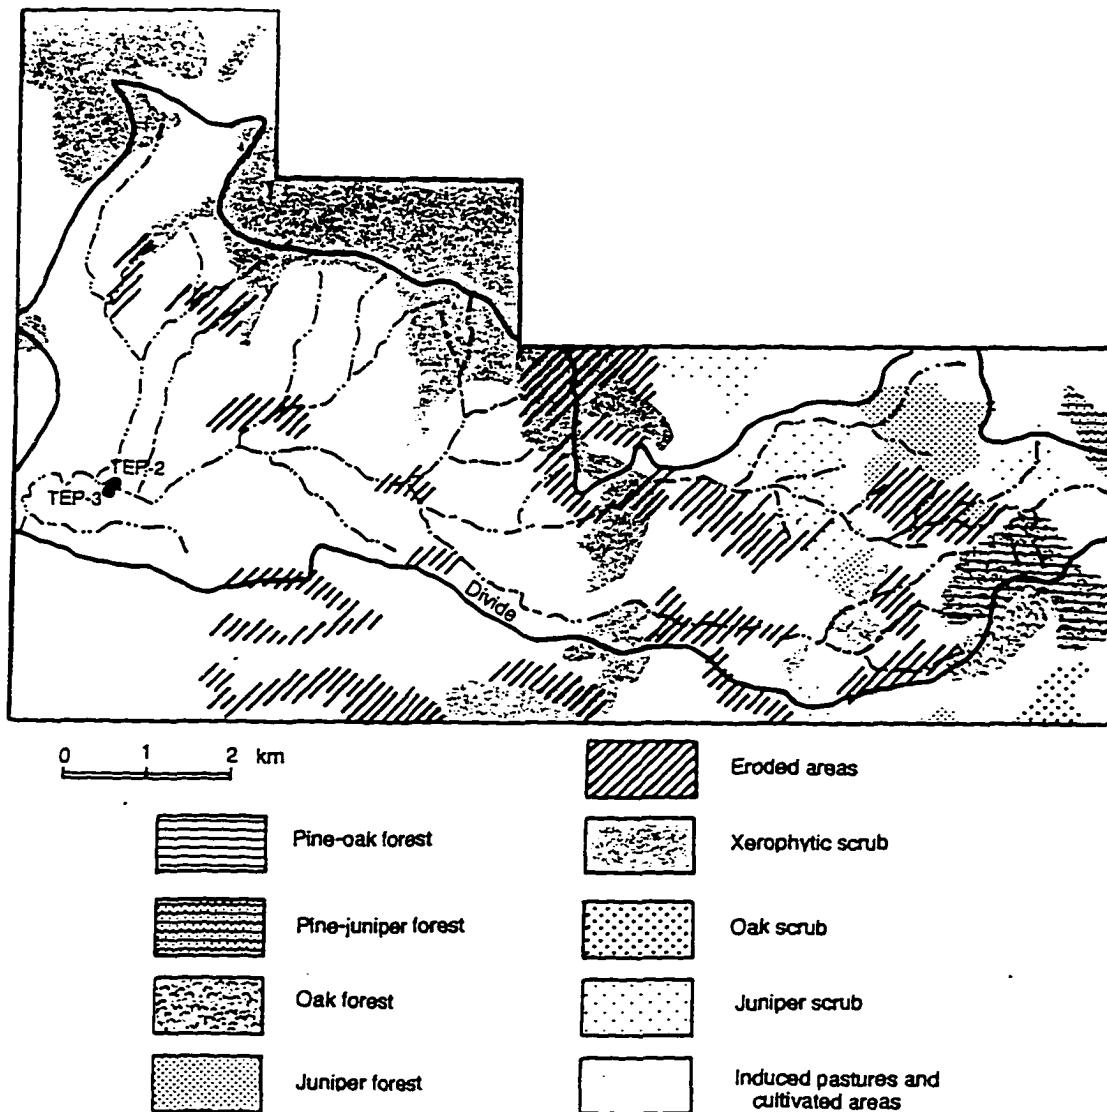 TEP-2
TEP-3
Divide
0 1 2 km
Eroded areas
Pine-oak forest
Xerophytic scrub
Pine-juniper forest
Oak scrub
Oak forest
Juniper scrub
Juniper forest
Induced pastures and
cultivated areas